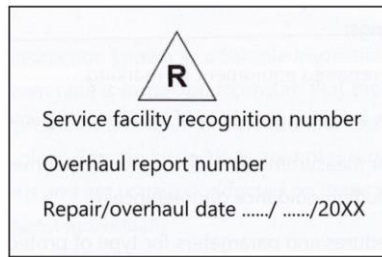 R
Service facility recognition number
Overhaul report number
Repair/overhaul date ....../ ....../20XX